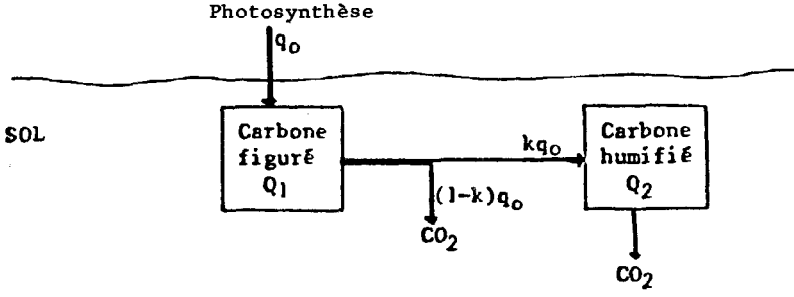 Photosynthèse
q₀
SOL
Carbone
figuré
Q₁
kq₀
(1-k)q₀
CO₂
Carbone
humifié
Q₂
CO₂